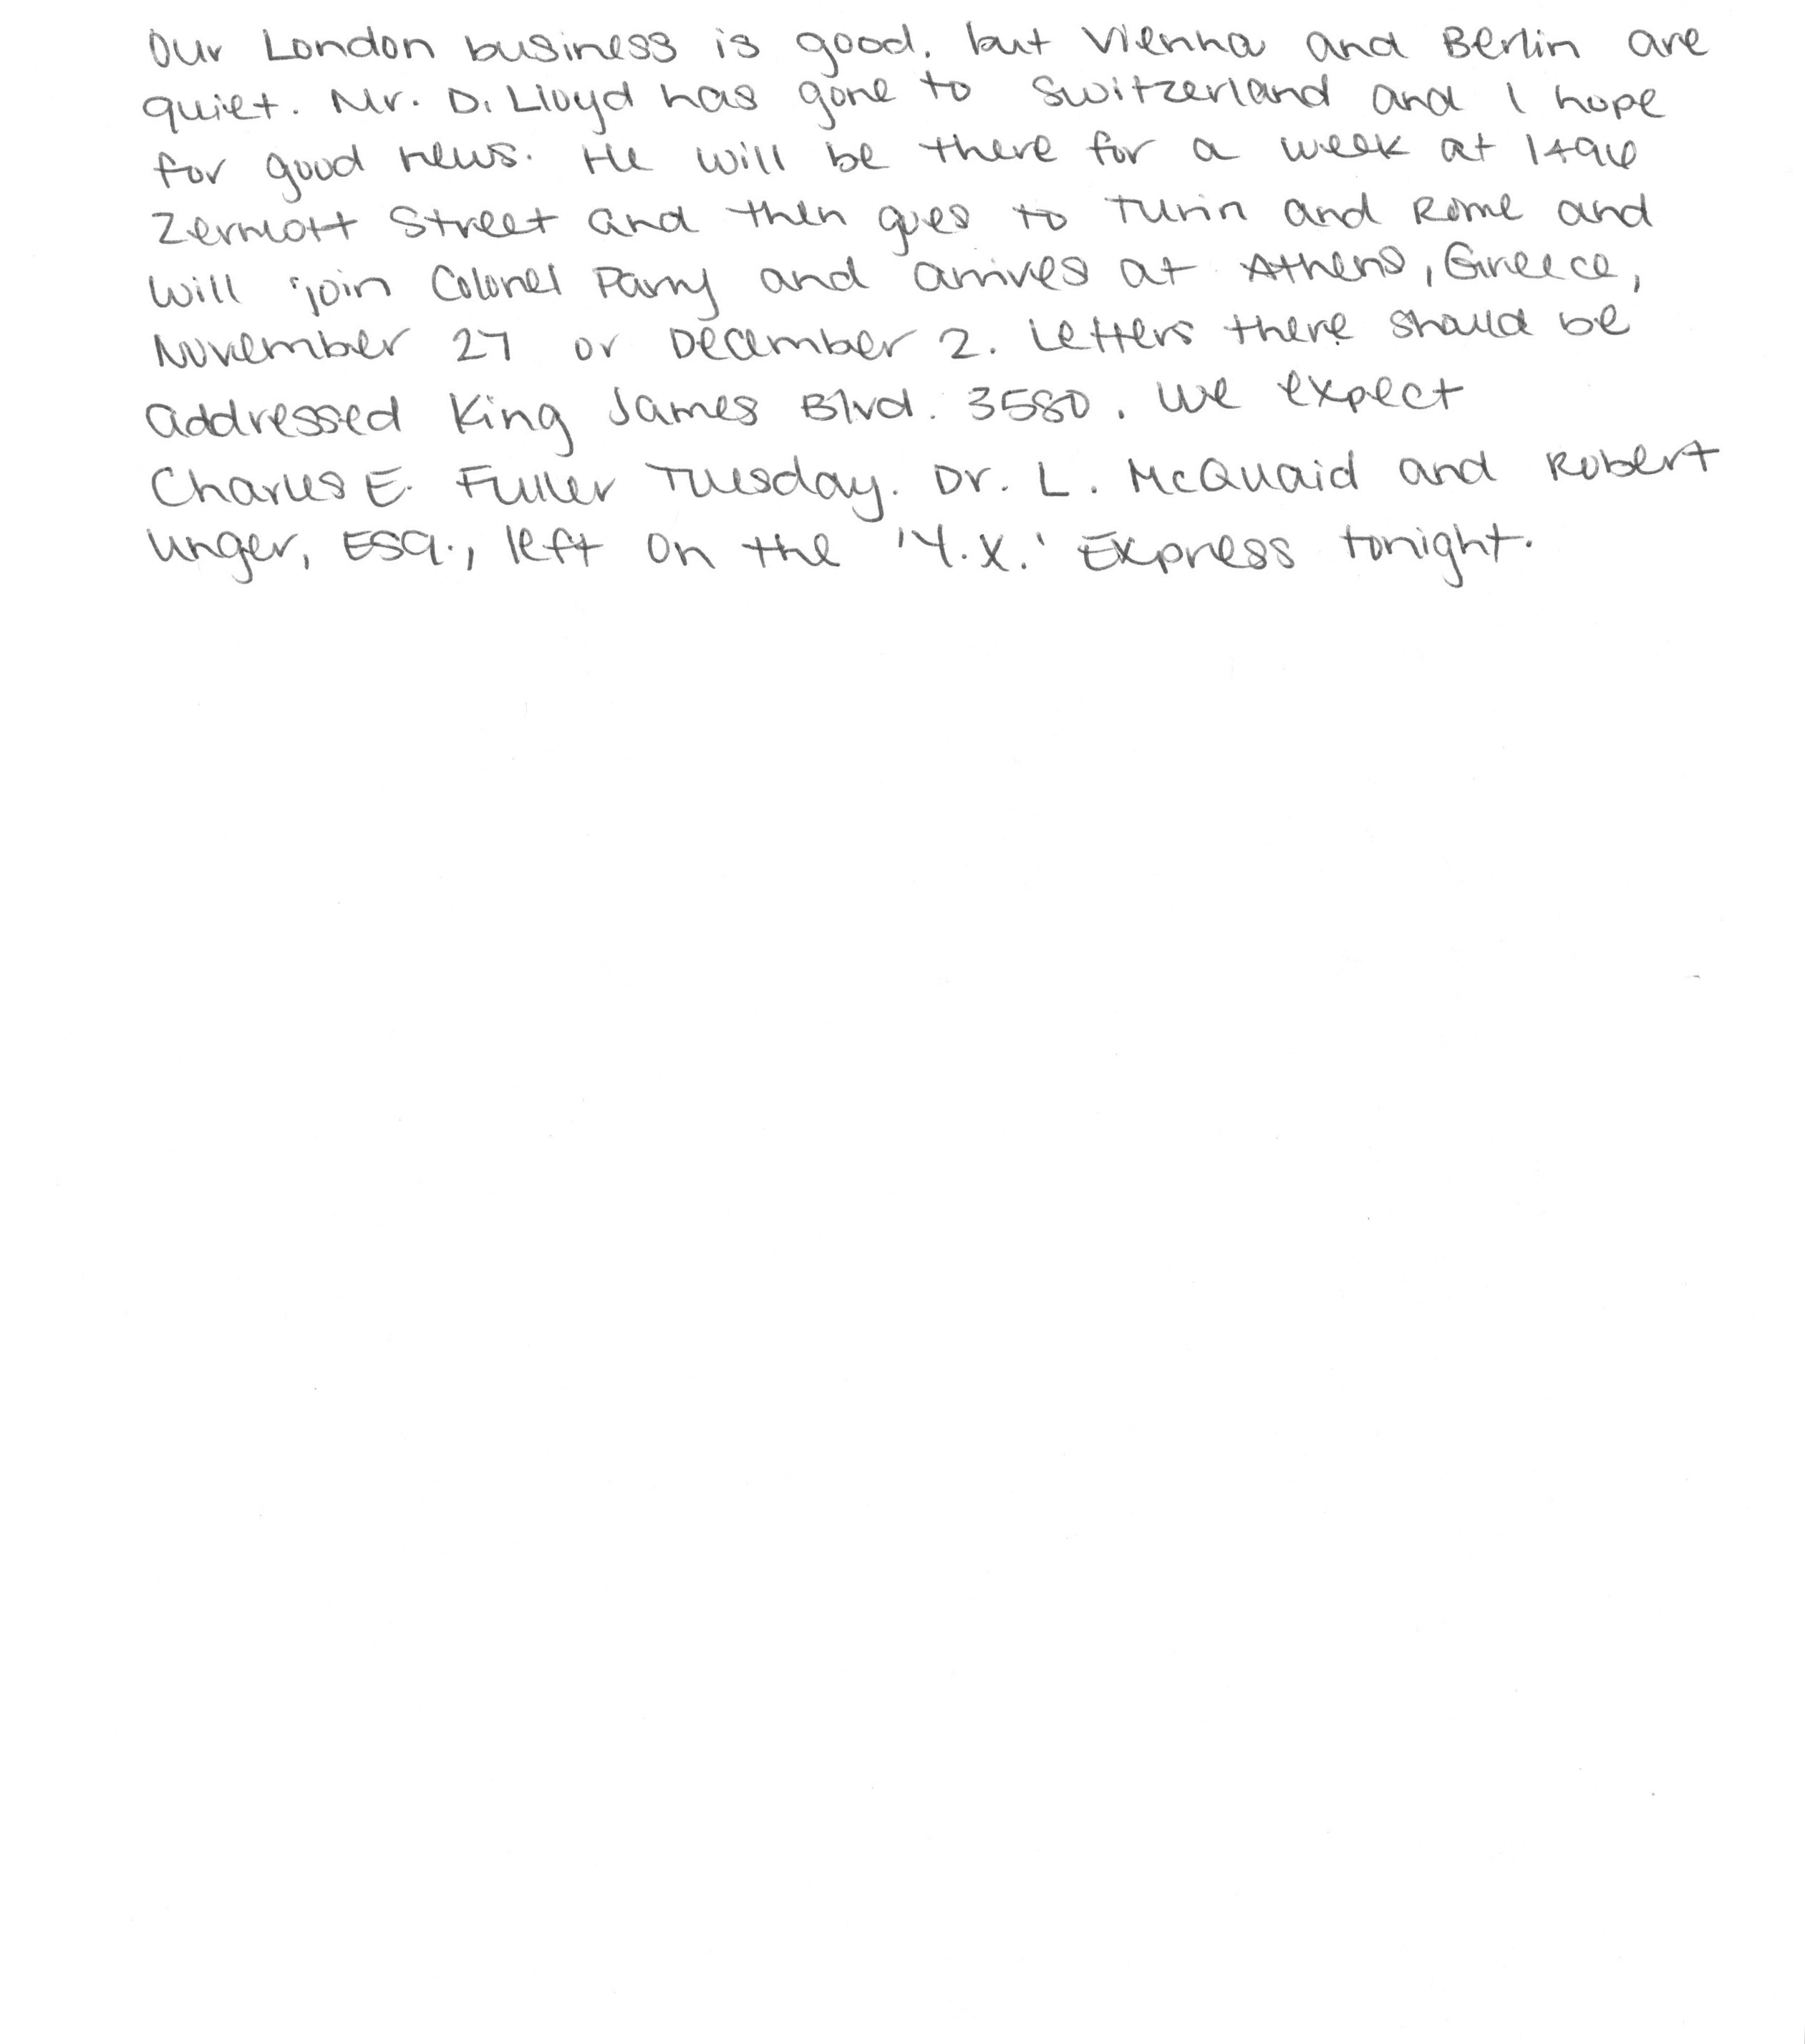 Our London business is good. but Vienna and Berlin are
quiet. Mr. D. Lloyd has gone to Switzerland and I hope
for good news. He will be there for a week at 1496
Zermott Street and then goes to Turin and Rome and
will join Colonel Parry and arrives at Athens, Greece,
November 27 or December 2. Letters there should be
addressed King James Blvd. 3580. We expect
Charles E. Fuller Tuesday. Dr. L. McQuaid and Robert
Unger, Esq., left on the 'Y.X.' Express tonight.